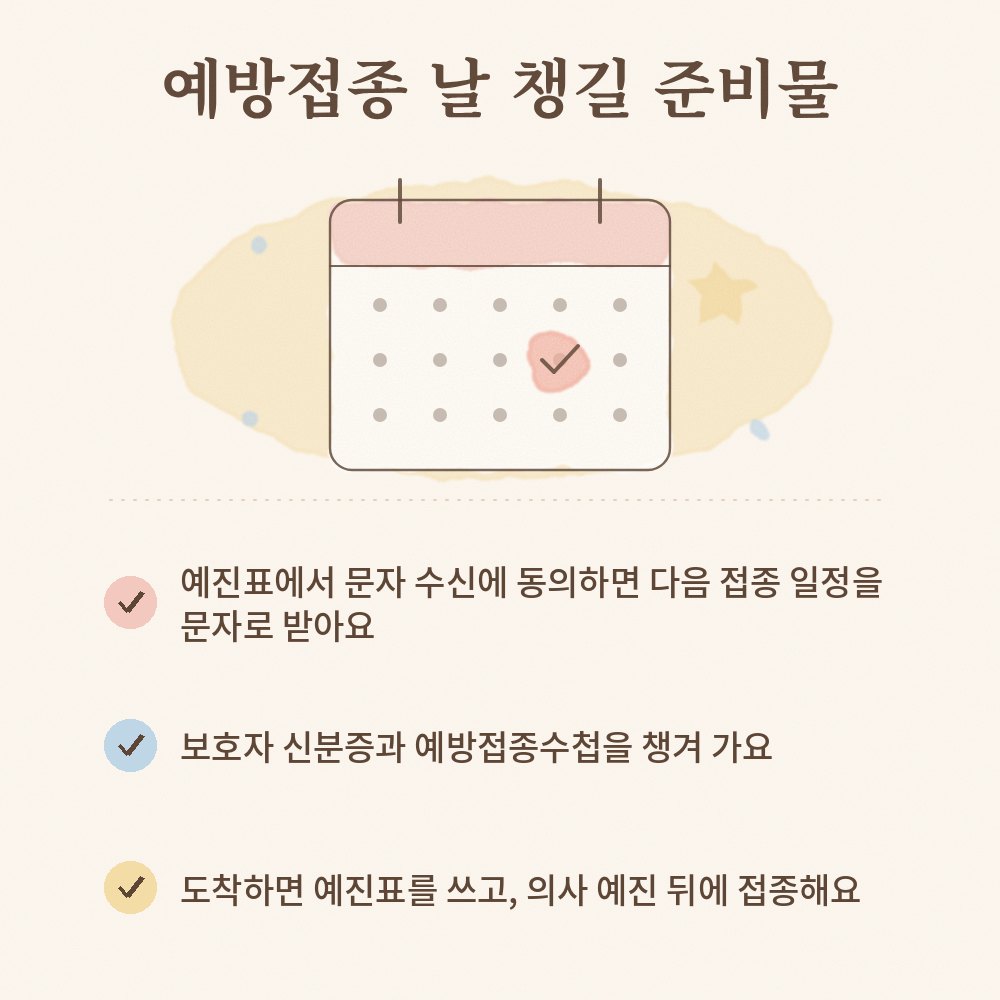 예방접종 날 챙길 준비물
예진표에서 문자 수신에 동의하면 다음 접종 일정을
문자로 받아요
보호자 신분증과 예방접종수첩을 챙겨 가요
도착하면 예진표를 쓰고, 의사 예진 뒤에 접종해요